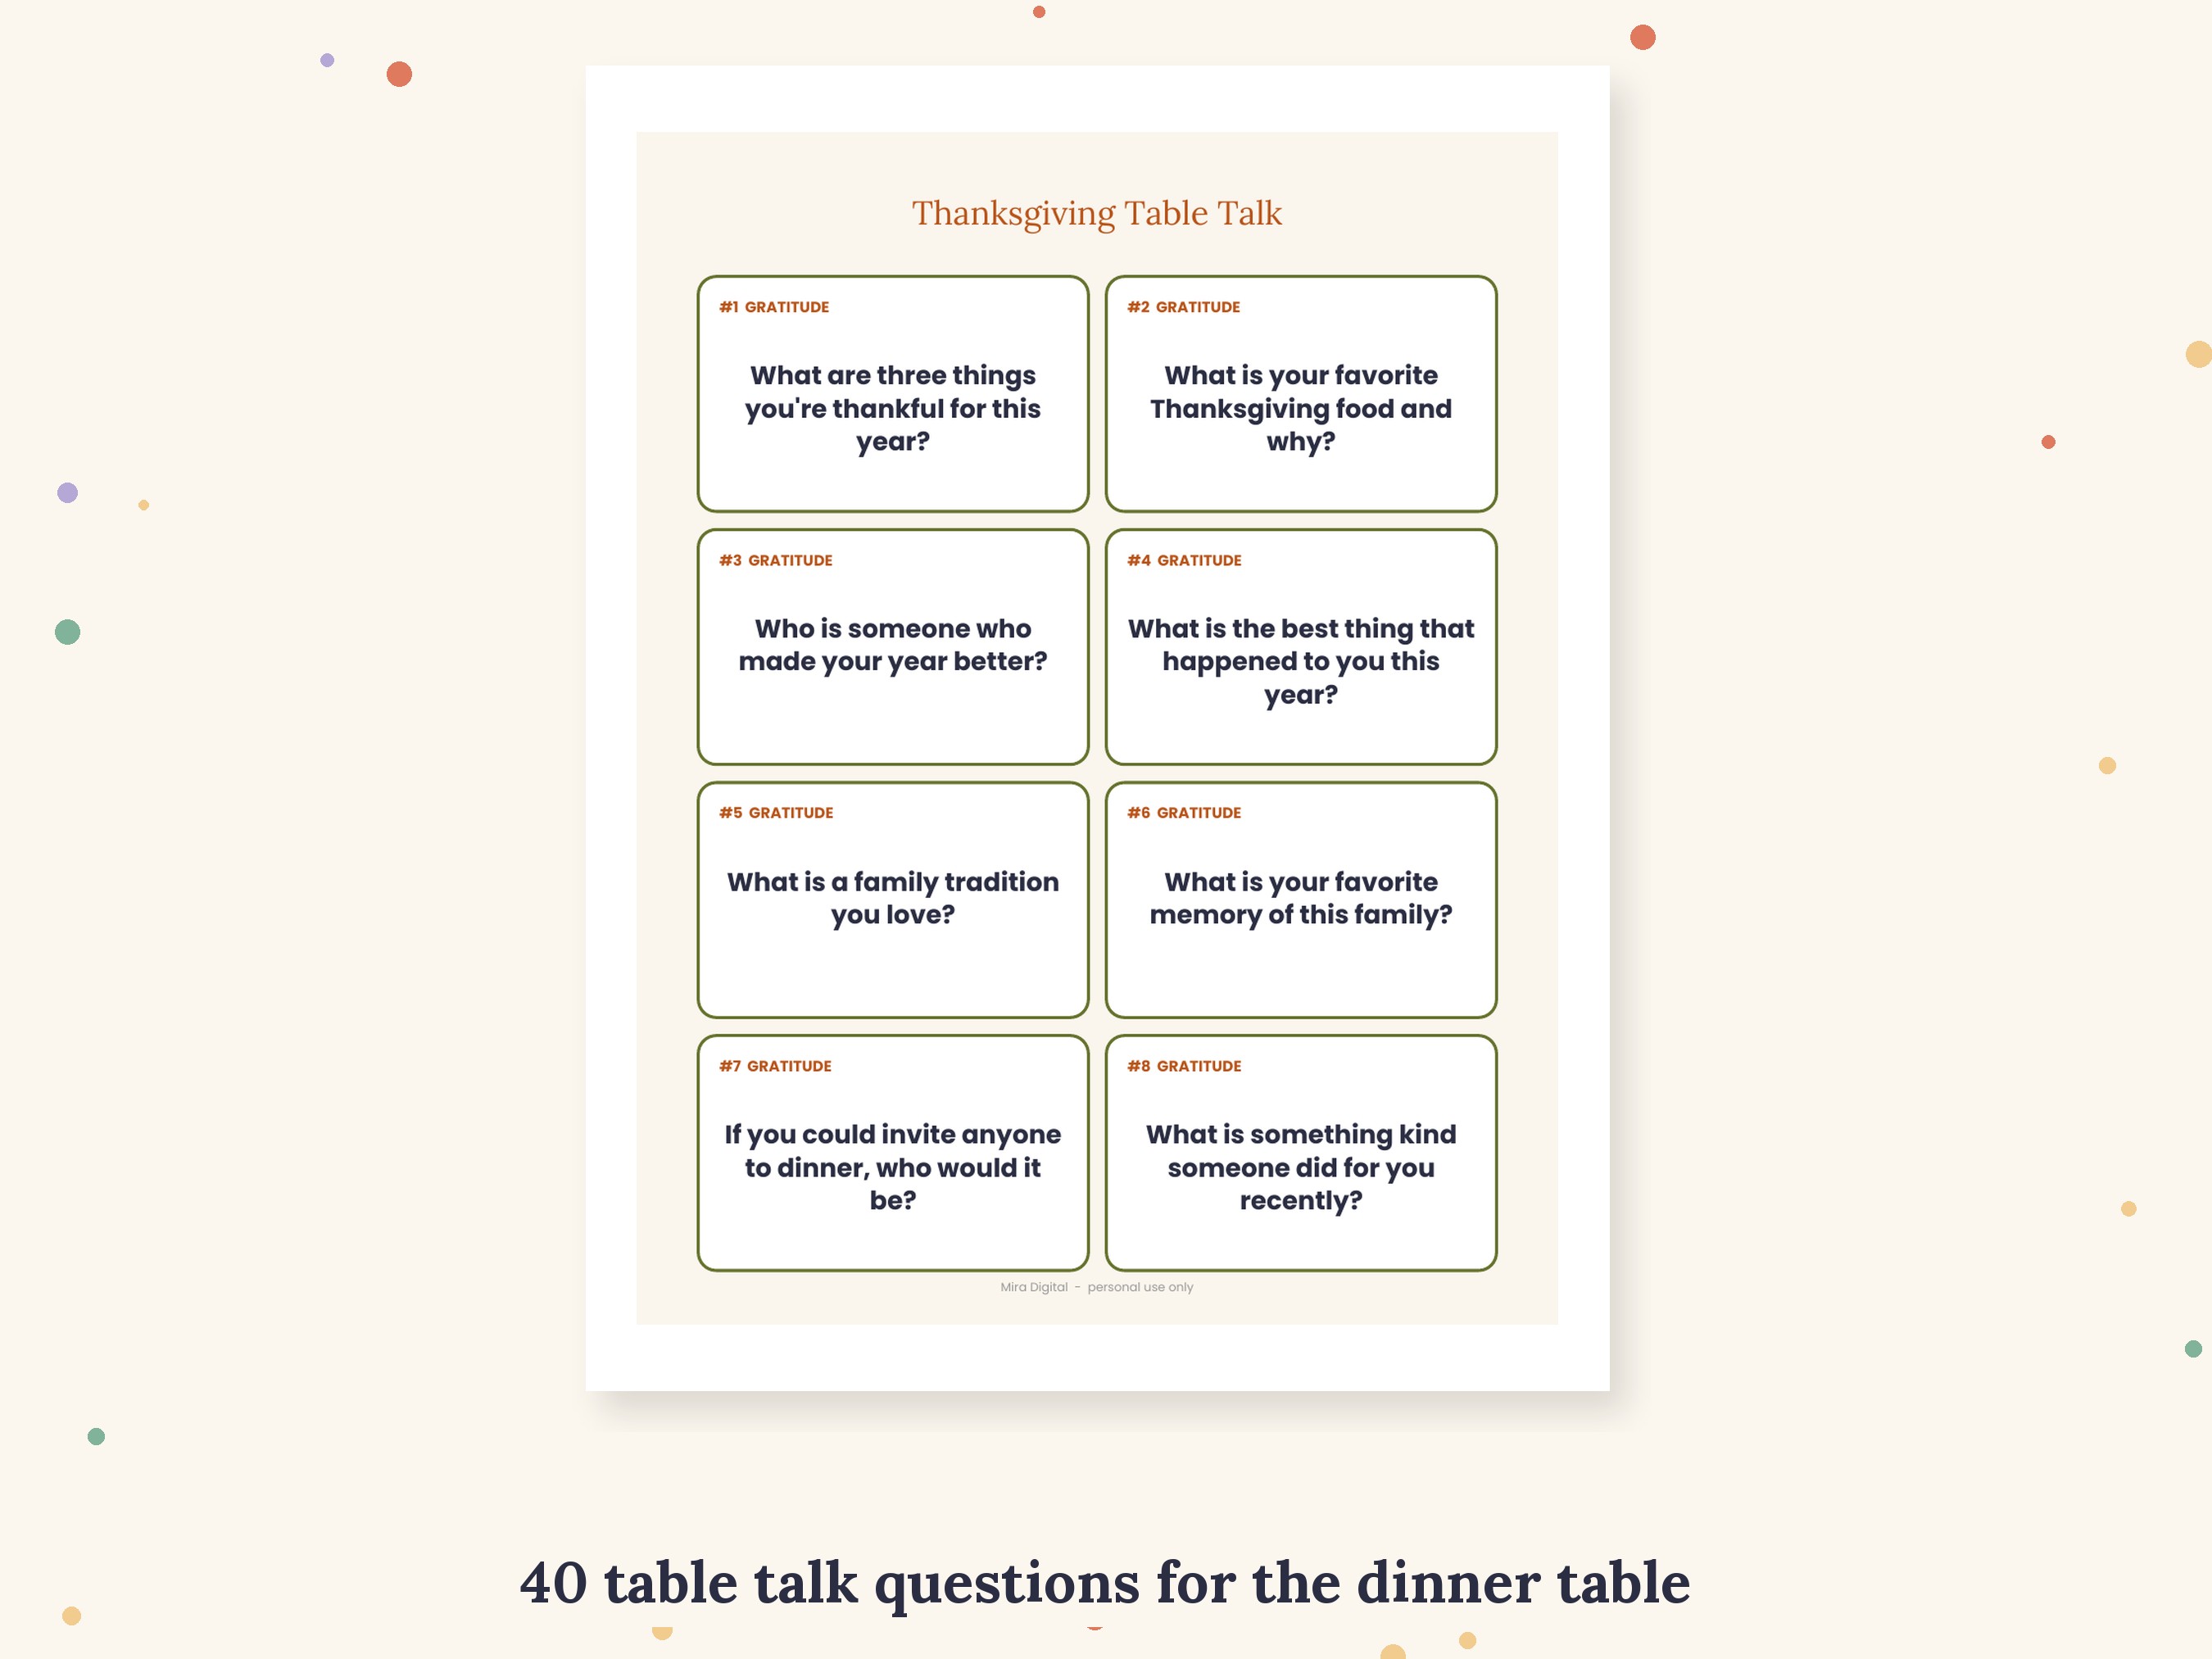 Thanksgiving Table Talk
#1 GRATITUDE
What are three things
you're thankful for this
year?
#2 GRATITUDE
What is your favorite
Thanksgiving food and
why?
#3 GRATITUDE
Who is someone who
made your year better?
#4 GRATITUDE
What is the best thing that
happened to you this
year?
#5 GRATITUDE
What is a family tradition
you love?
#6 GRATITUDE
What is your favorite
memory of this family?
#7 GRATITUDE
If you could invite anyone
to dinner, who would it
be?
#8 GRATITUDE
What is something kind
someone did for you
recently?
Mira Digital - personal use only
40 table talk questions for the dinner table